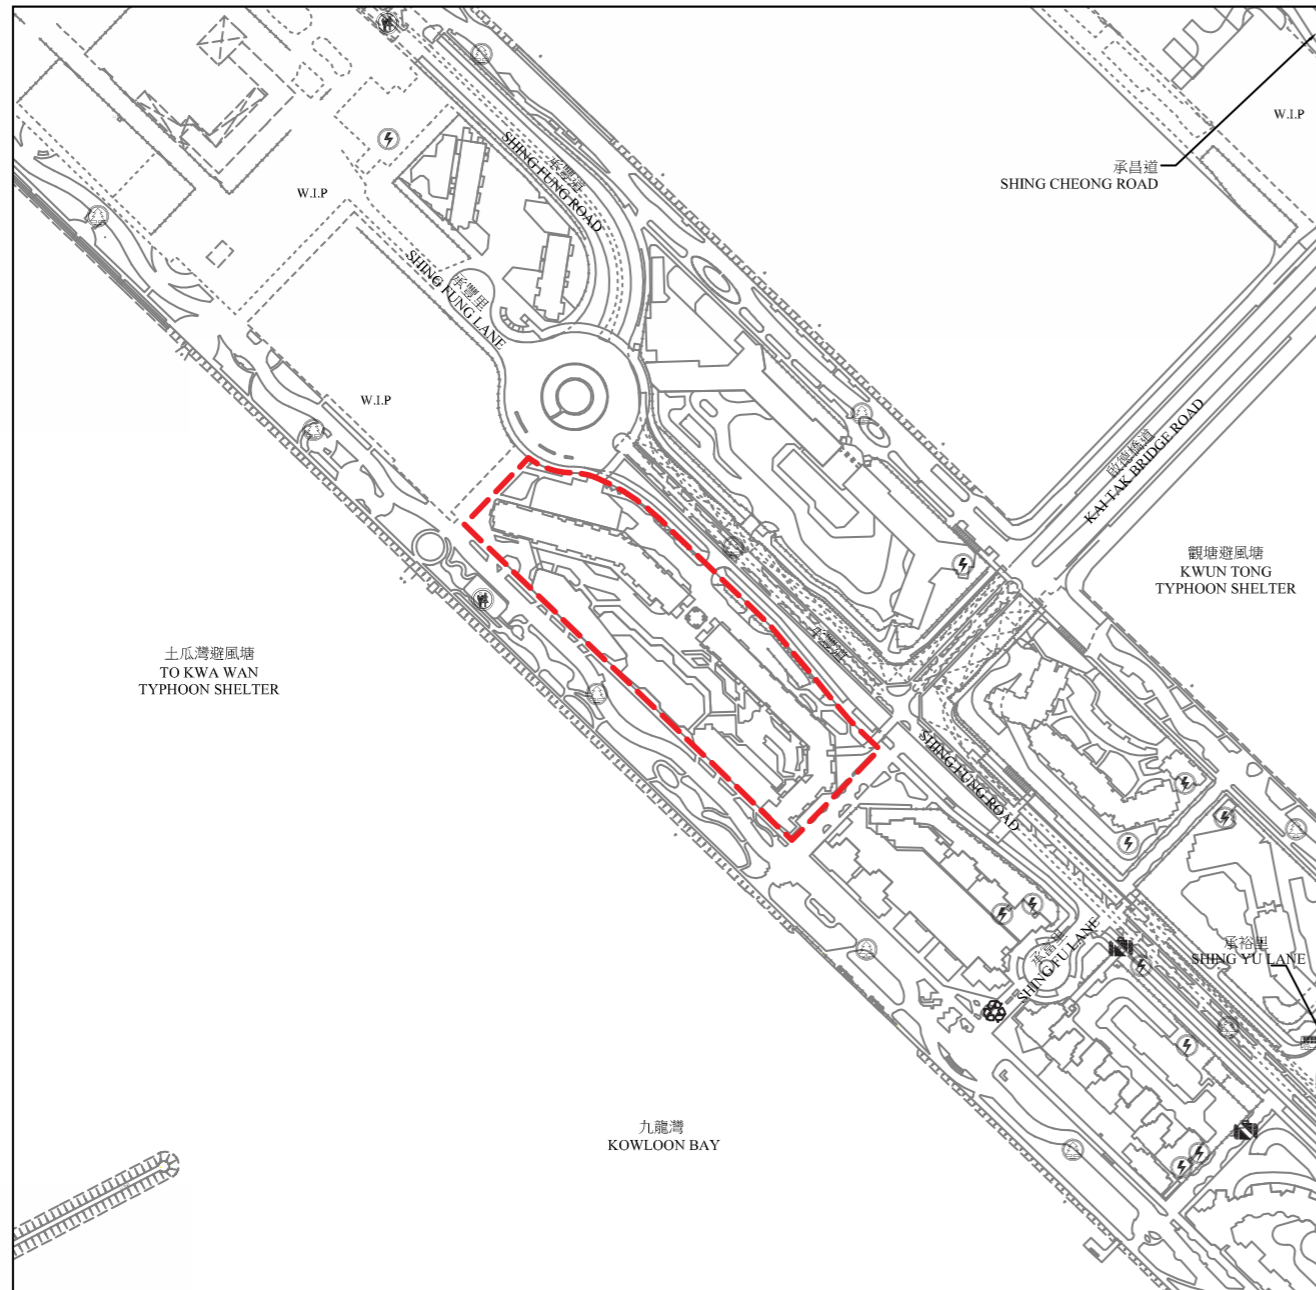 W.I.P
承昌道
SHING CHEONG ROAD
承豐道
SHING FUNG ROAD
W.I.P
承豐里
SHING FUNG LANE
W.I.P
啟德橋道
KAI TAK BRIDGE ROAD
觀塘避風塘
KWUN TONG
TYPHOON SHELTER
承豐道
土瓜灣避風塘
TO KWA WAN
TYPHOON SHELTER
SHING FUNG ROAD
承富里
SHING FU LANE
承裕里
SHING YU LANE
九龍灣
KOWLOON BAY
P